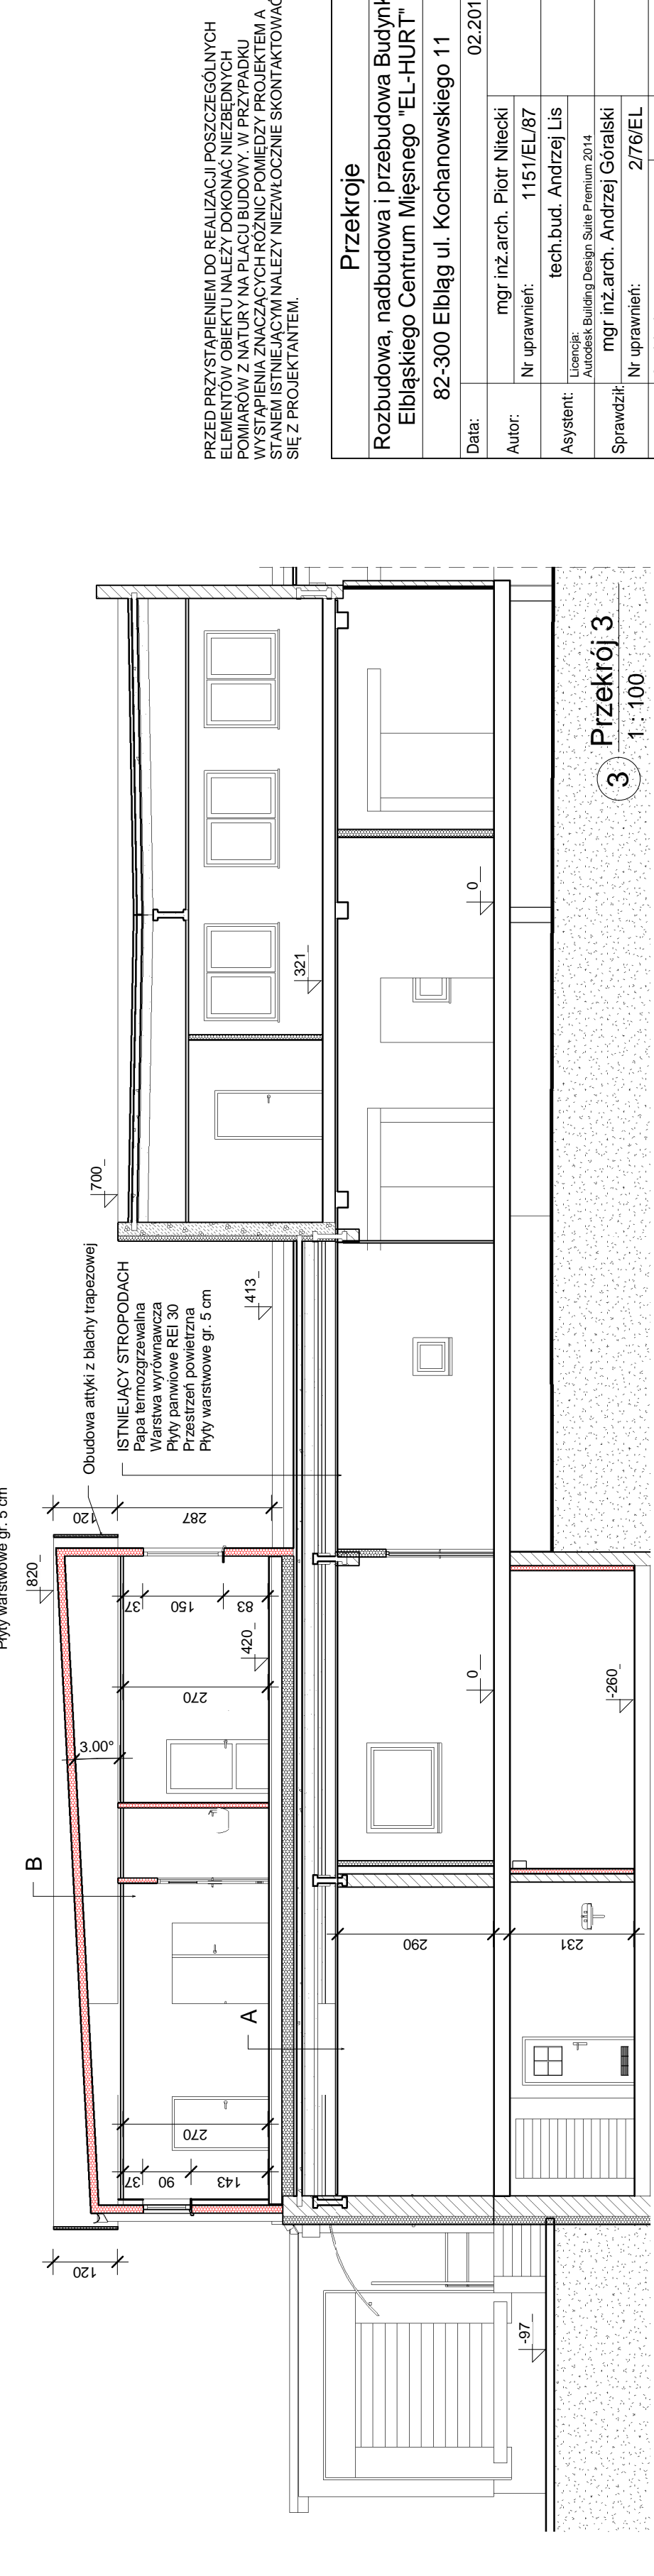 Płyty warstwowe gr. 5 cm
B
A
820
120
Obudowa attyki z blachy trapezowej
ISTNIEJĄCY STROPODACH
Papa termozgrzewalna
Warstwa wyrównawcza
Płyty panwiowe REI 30
Przestrzeń powietrzna
Płyty warstwowe gr. 5 cm
120
287
700
413
3.00°
37
150
83
270
420
270
37
90
143
321
290
231
0
0
-260
-97
3
Przekrój 3
1 : 100
PRZED PRZYSTĄPIENIEM DO REALIZACJI POSZCZEGÓLNYCH
ELEMENTÓW OBIEKTU NALEŻY DOKONAĆ NIEZBĘDNYCH
POMIARÓW Z NATURY NA PLACU BUDOWY. W PRZYPADKU
WYSTĄPIENIA ZNACZĄCYCH RÓŻNIC POMIĘDZY PROJEKTEM A
STANEM ISTNIEJĄCYM NALEZY NIEZWŁOCZNIE SKONTAKTOWAĆ
SIĘ Z PROJEKTANTEM.
Przekroje
Rozbudowa, nadbudowa i przebudowa Budynk
Elbląskiego Centrum Mięsnego "EL-HURT"
82-300 Elbląg ul. Kochanowskiego 11
Data: 02.201
Autor: mgr inż.arch. Piotr Nitecki
Nr uprawnień: 1151/EL/87
Asystent: tech.bud. Andrzej Lis
Licencja:
Autodesk Building Design Suite Premium 2014
Sprawdził: mgr inż.arch. Andrzej Góralski
Nr uprawnień: 2/76/EL